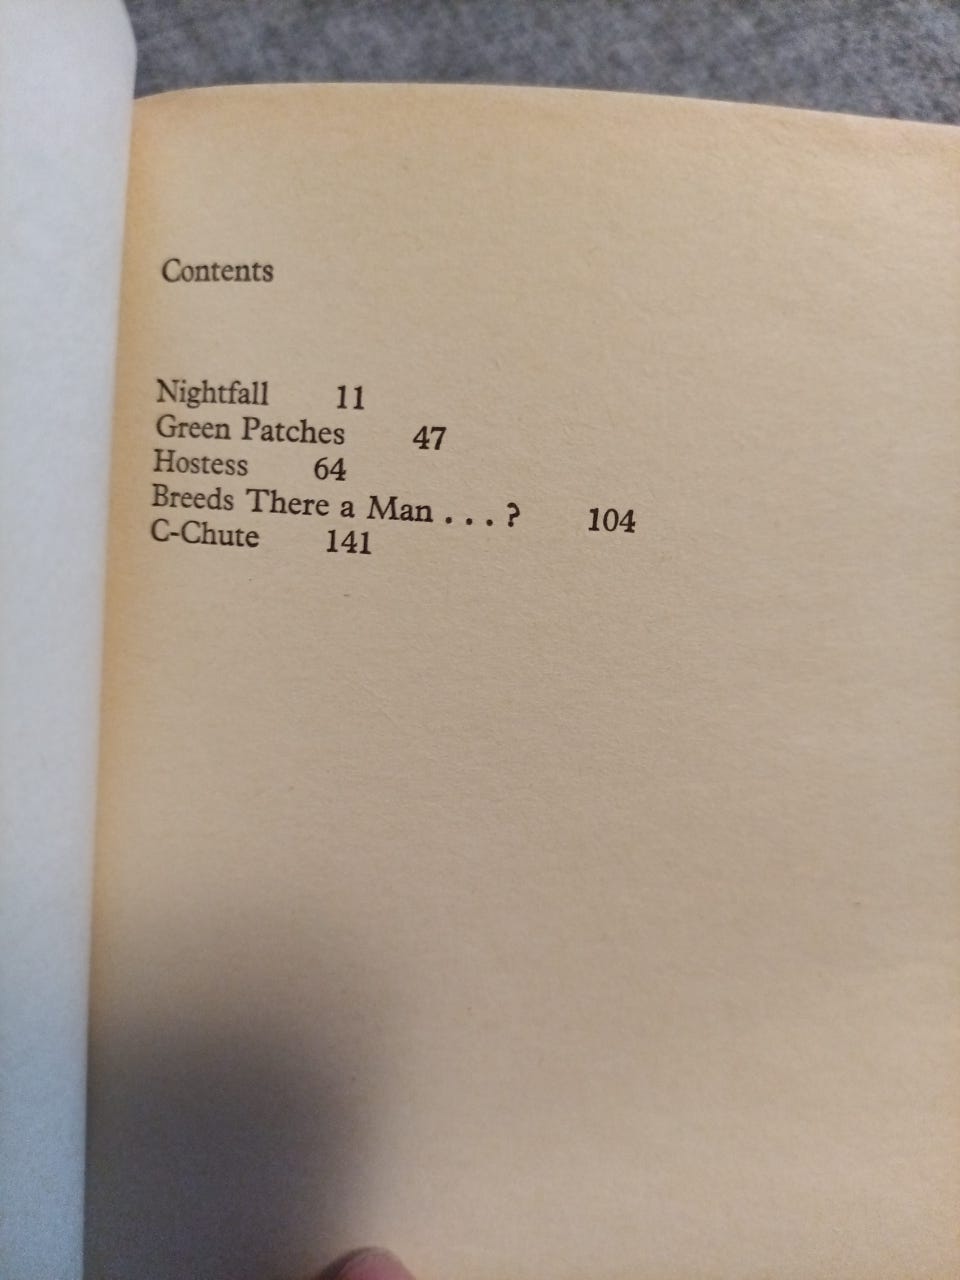 Contents
Nightfall 11
Green Patches 47
Hostess 64
Breeds There a Man . . . ? 104
C-Chute 141